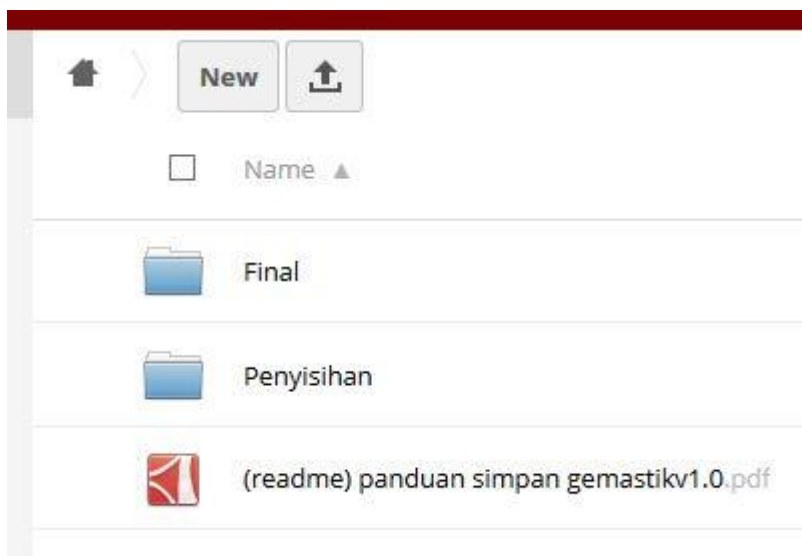 New
Name
Final
Penyisihan
(readme) panduan simpan gemastikv1.0.pdf